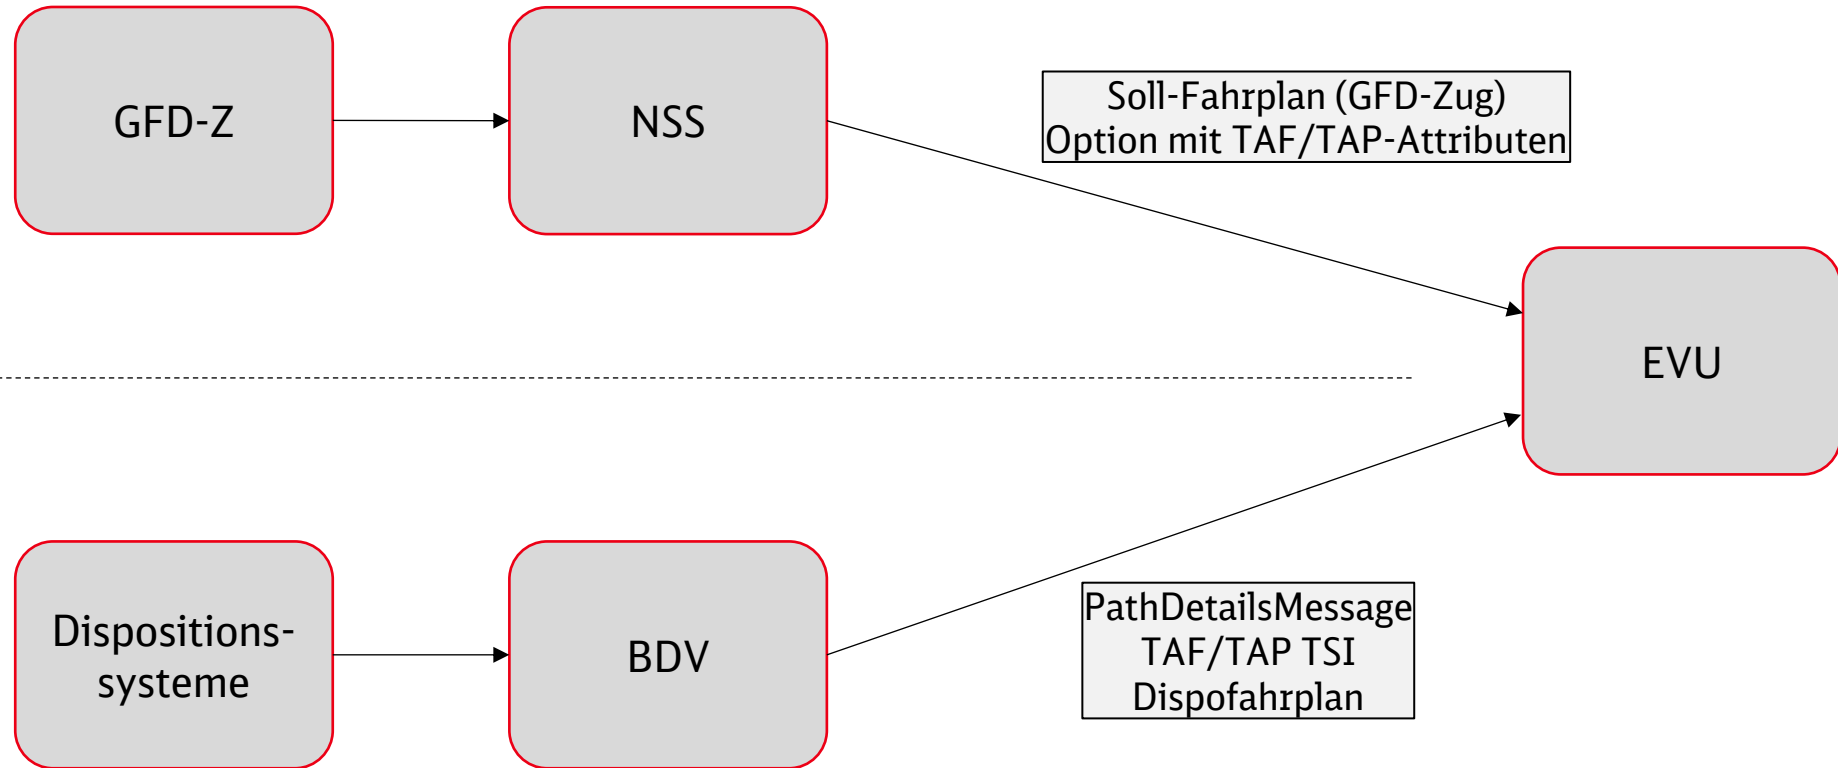 GFD-Z
NSS
Soll-Fahrplan (GFD-Zug)
Option mit TAF/TAP-Attributen
EVU
Dispositions-
systeme
BDV
PathDetailsMessage
TAF/TAP TSI
Dispofahrplan